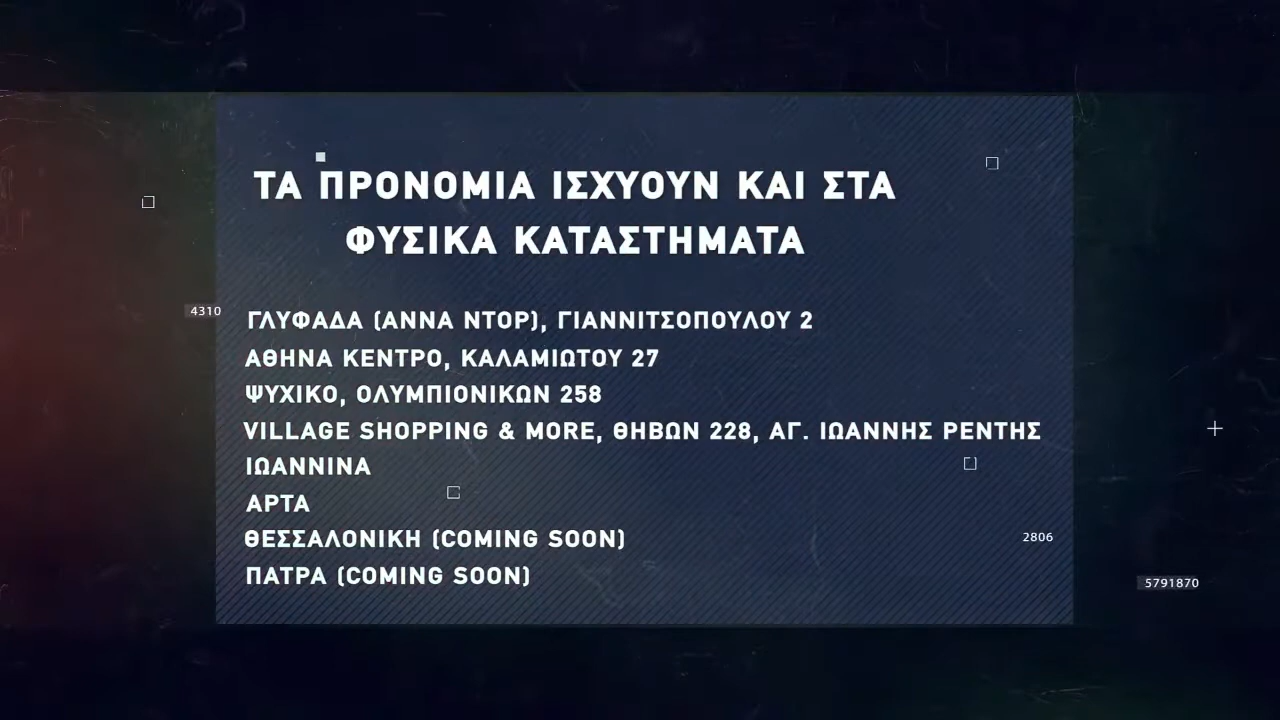 ΤΑ ΠΡΟΝΟΜΙΑ ΙΣΧΥΟΥΝ ΚΑΙ ΣΤΑ
ΦΥΣΙΚΑ ΚΑΤΑΣΤΗΜΑΤΑ
4310
ΓΛΥΦΑΔΑ (ΑΝΝΑ ΝΤΟΡ), ΓΙΑΝΝΙΤΣΟΠΟΥΛΟΥ 2
ΑΘΗΝΑ ΚΕΝΤΡΟ, ΚΑΛΑΜΙΩΤΟΥ 27
ΨΥΧΙΚΟ, ΟΛΥΜΠΙΟΝΙΚΩΝ 258
VILLAGE SHOPPING & MORE, ΘΗΒΩΝ 228, ΑΓ. ΙΩΑΝΝΗΣ ΡΕΝΤΗΣ
ΙΩΑΝΝΙΝΑ
ΑΡΤΑ
ΘΕΣΣΑΛΟΝΙΚΗ (COMING SOON)
2806
ΠΑΤΡΑ (COMING SOON)
5791870